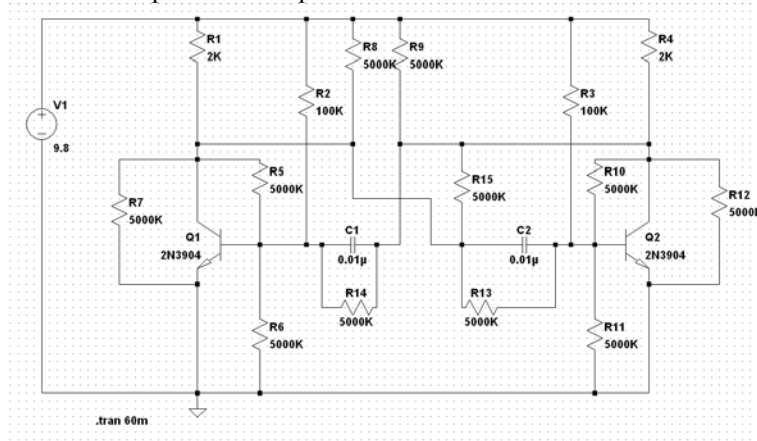 R1
2K
R8
5000K
R9
5000K
R4
2K
R2
100K
R3
100K
V1
9.8
R5
5000K
R7
5000K
R15
5000K
R10
5000K
R12
Q1
2N3904
C1
0.01µ
C2
0.01µ
Q2
2N3904
R14
5000K
R13
5000K
R6
5000K
R11
5000K
.tran 60m